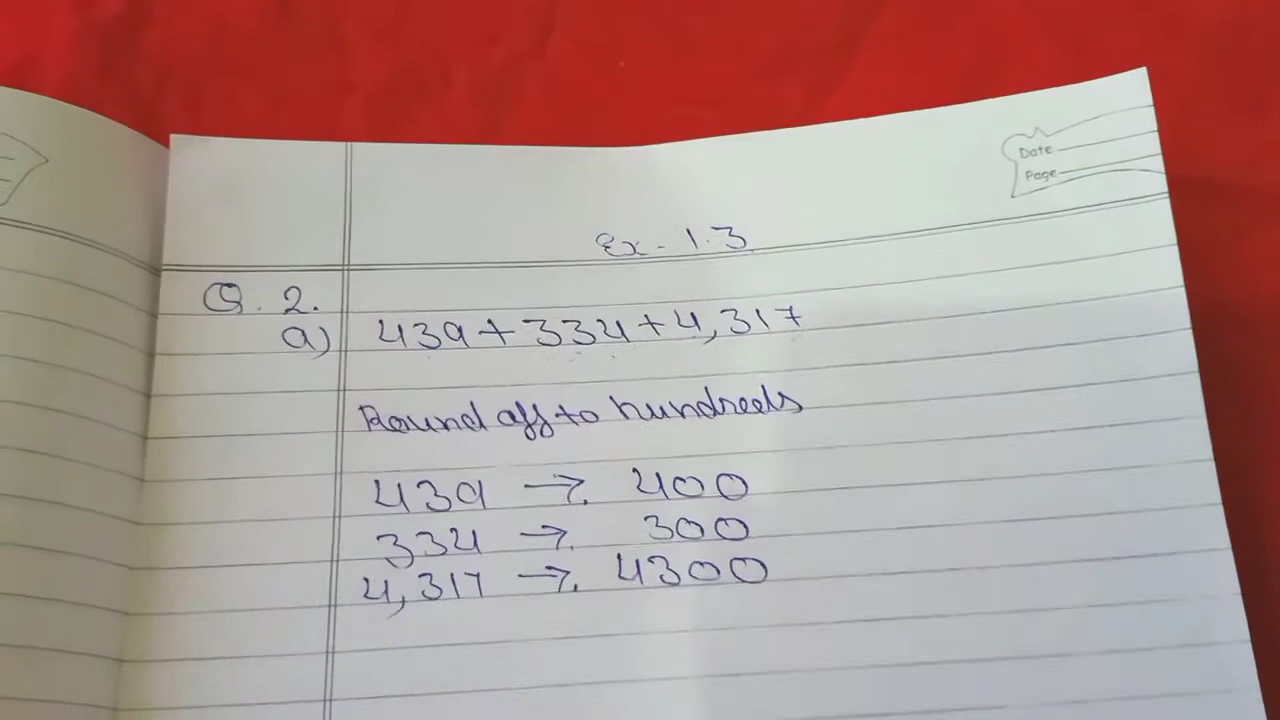 Date
Page
Ex - 1.3
Q. 2.
a) 439+334+4,317
Round off to hundreds
439 → 400
334 → 300
4,317 → 4300